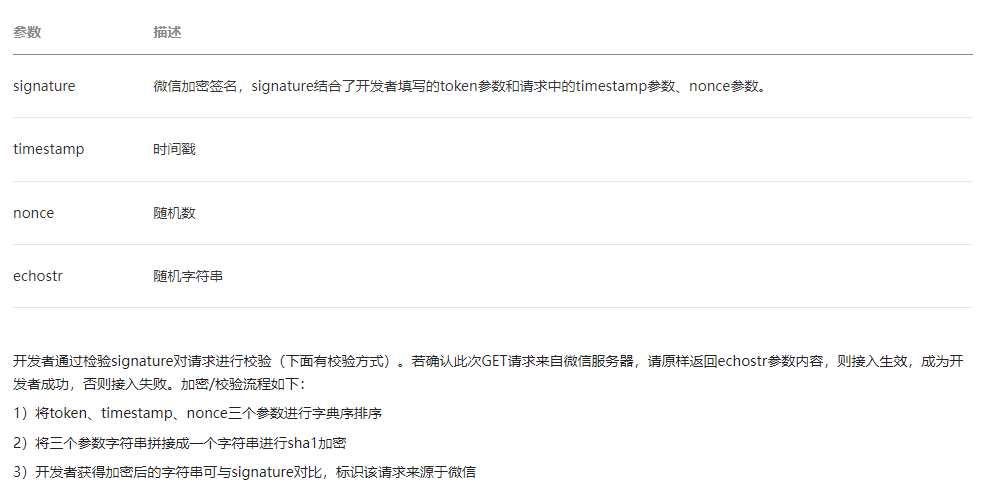 参数 描述
signature 微信加密签名，signature结合了开发者填写的token参数和请求中的timestamp参数、nonce参数。
timestamp 时间戳
nonce 随机数
echostr 随机字符串
开发者通过检验signature对请求进行校验（下面有校验方式）。若确认此次GET请求来自微信服务器，请原样返回echostr参数内容，则接入生效，成为开
发者成功，否则接入失败。加密/校验流程如下：
1）将token、timestamp、nonce三个参数进行字典序排序
2）将三个参数字符串拼接成一个字符串进行sha1加密
3）开发者获得加密后的字符串可与signature对比，标识该请求来源于微信